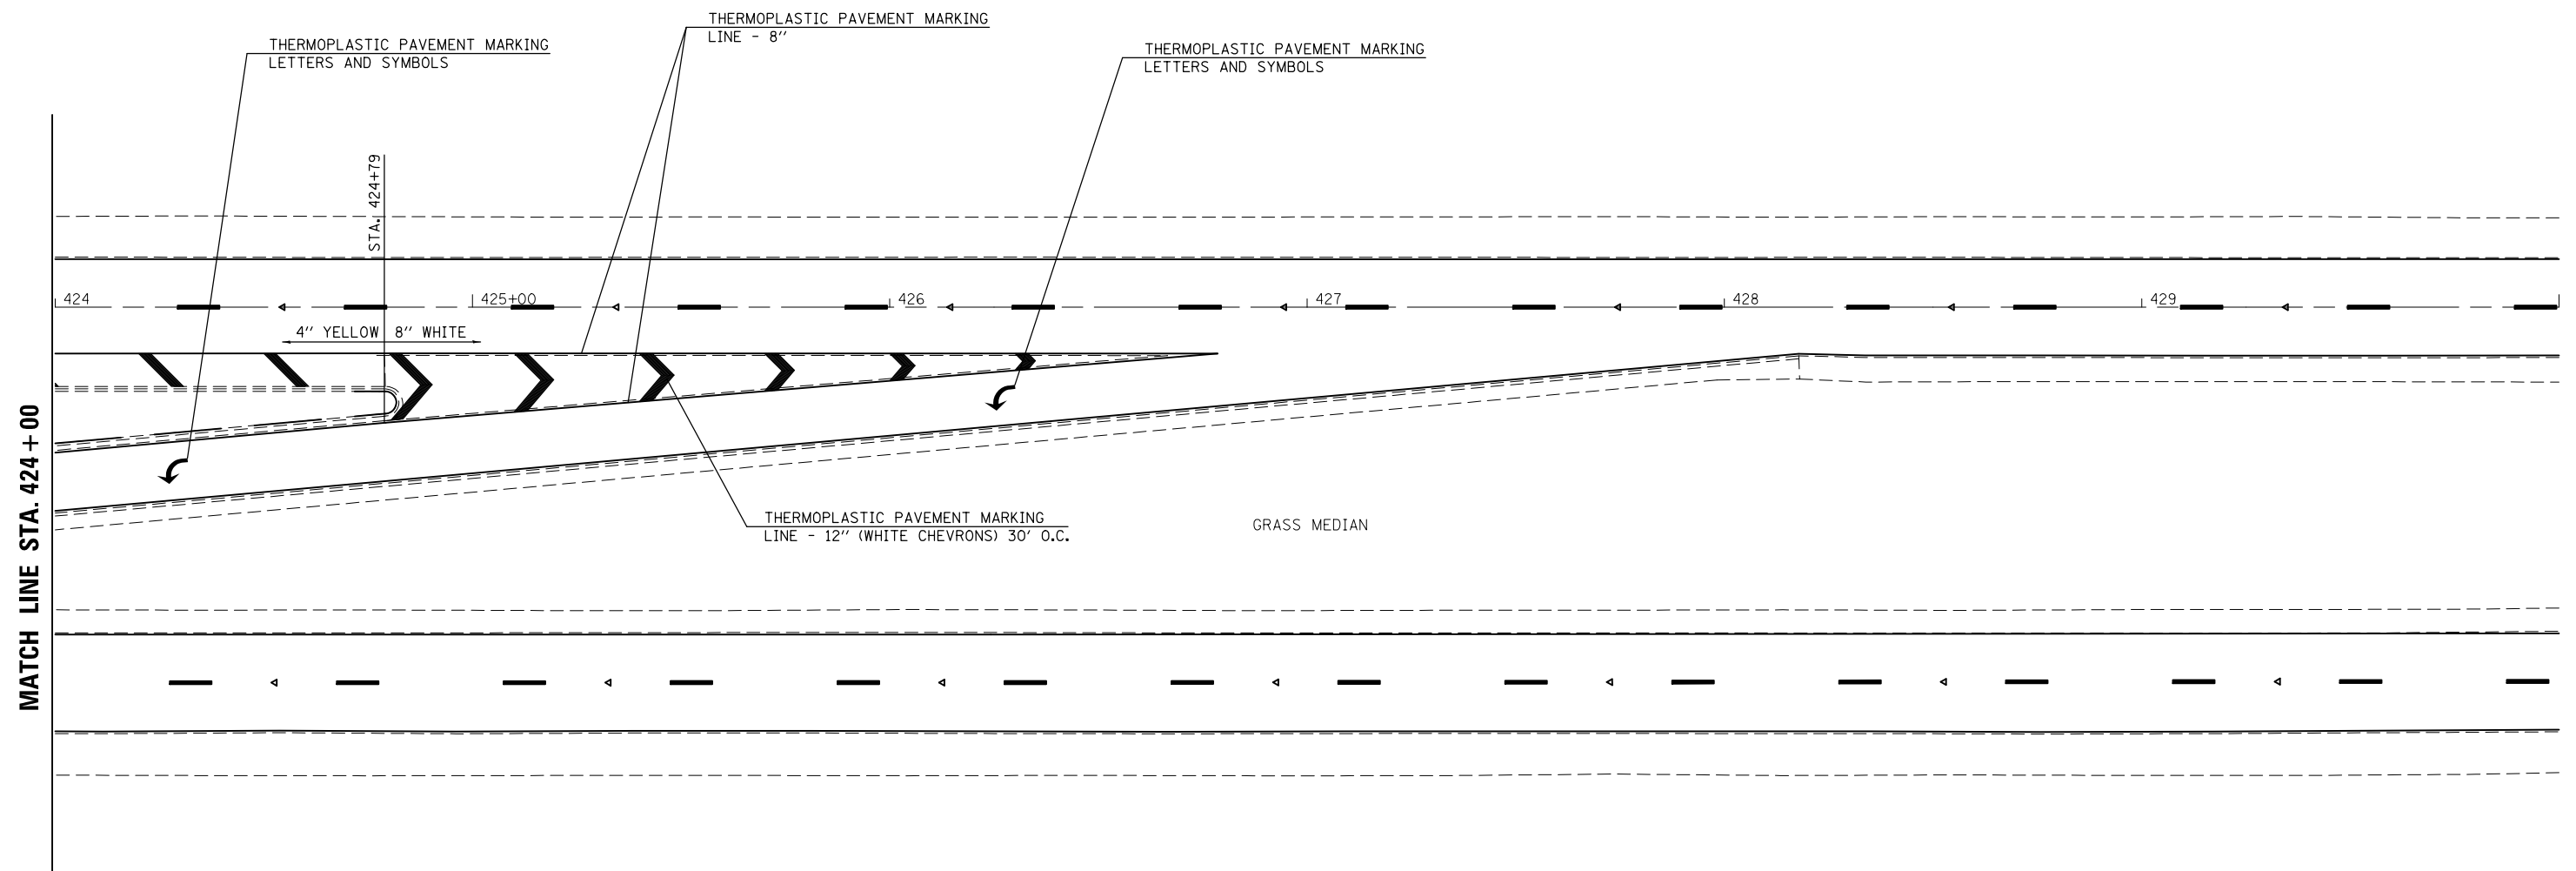 THERMOPLASTIC PAVEMENT MARKING
LINE - 8"
THERMOPLASTIC PAVEMENT MARKING
LETTERS AND SYMBOLS
THERMOPLASTIC PAVEMENT MARKING
LETTERS AND SYMBOLS
STA. 424+79
424
425+00
426
427
428
429
4" YELLOW
8" WHITE
MATCH LINE STA. 424+00
THERMOPLASTIC PAVEMENT MARKING
LINE - 12" (WHITE CHEVRONS) 30' O.C.
GRASS MEDIAN